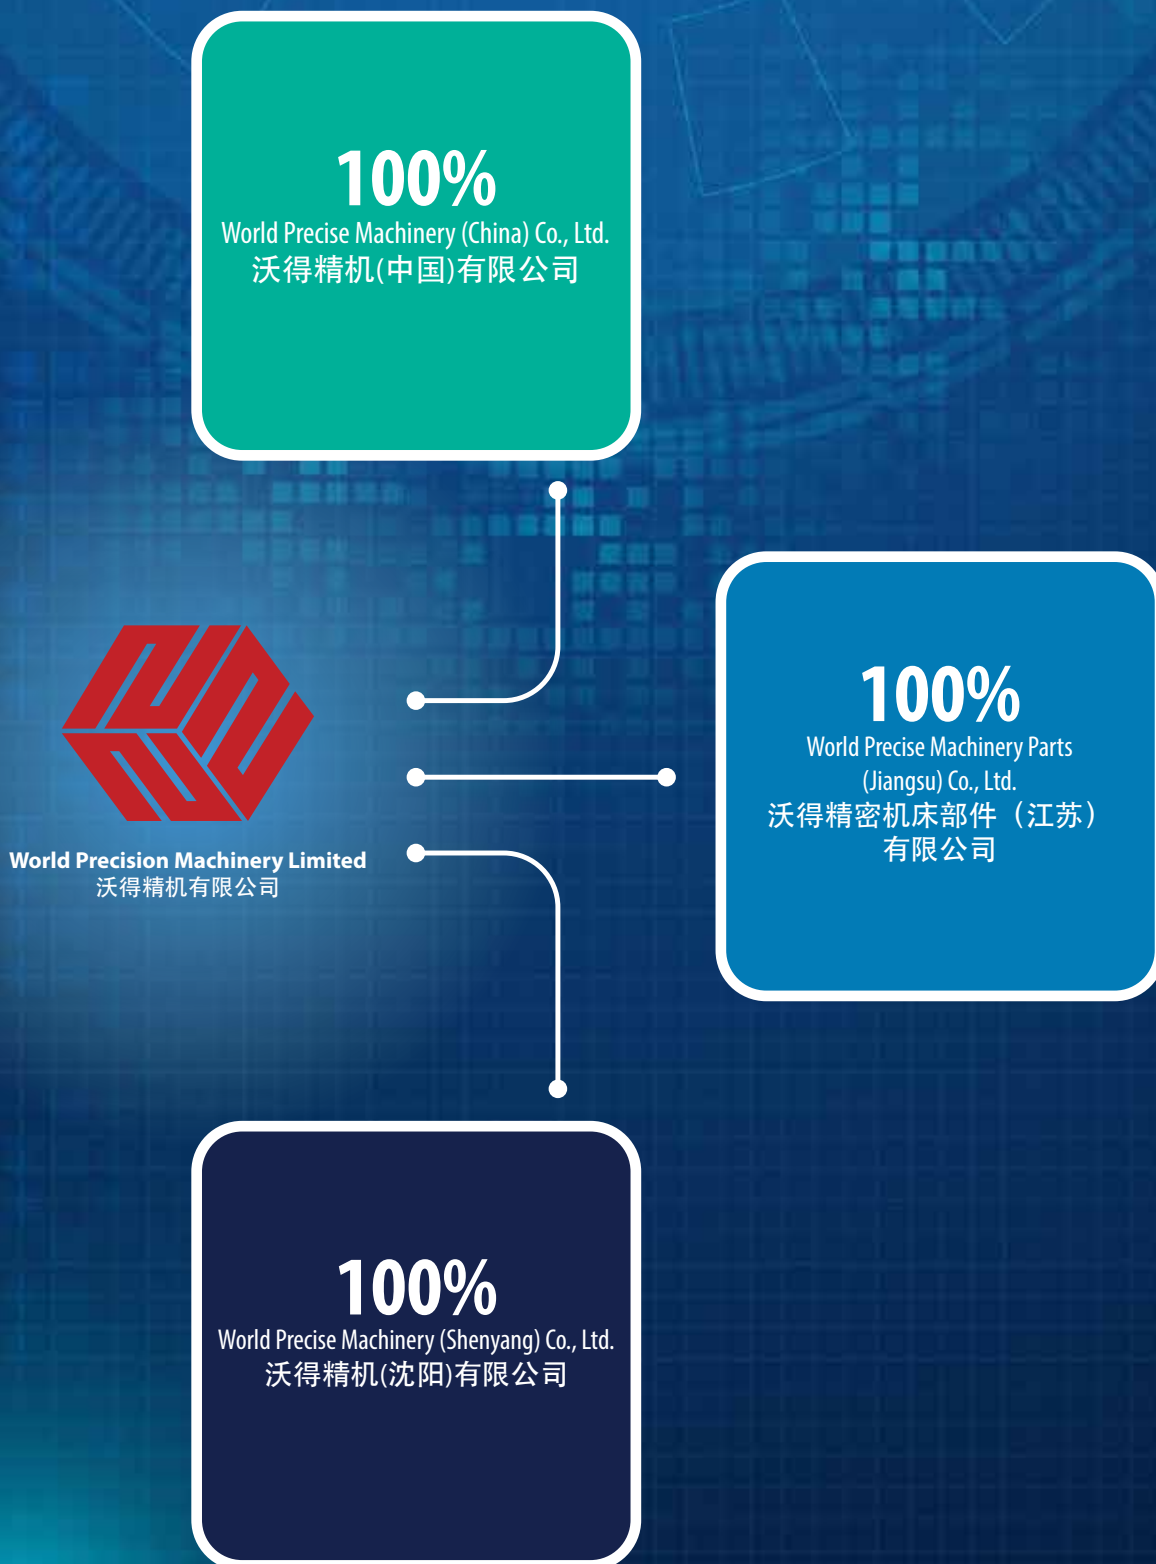 100%
World Precise Machinery (China) Co., Ltd.
沃得精机(中国)有限公司
World Precision Machinery Limited
沃得精机有限公司
100%
World Precise Machinery Parts
(Jiangsu) Co., Ltd.
沃得精密机床部件（江苏）
有限公司
100%
World Precise Machinery (Shenyang) Co., Ltd.
沃得精机(沈阳)有限公司